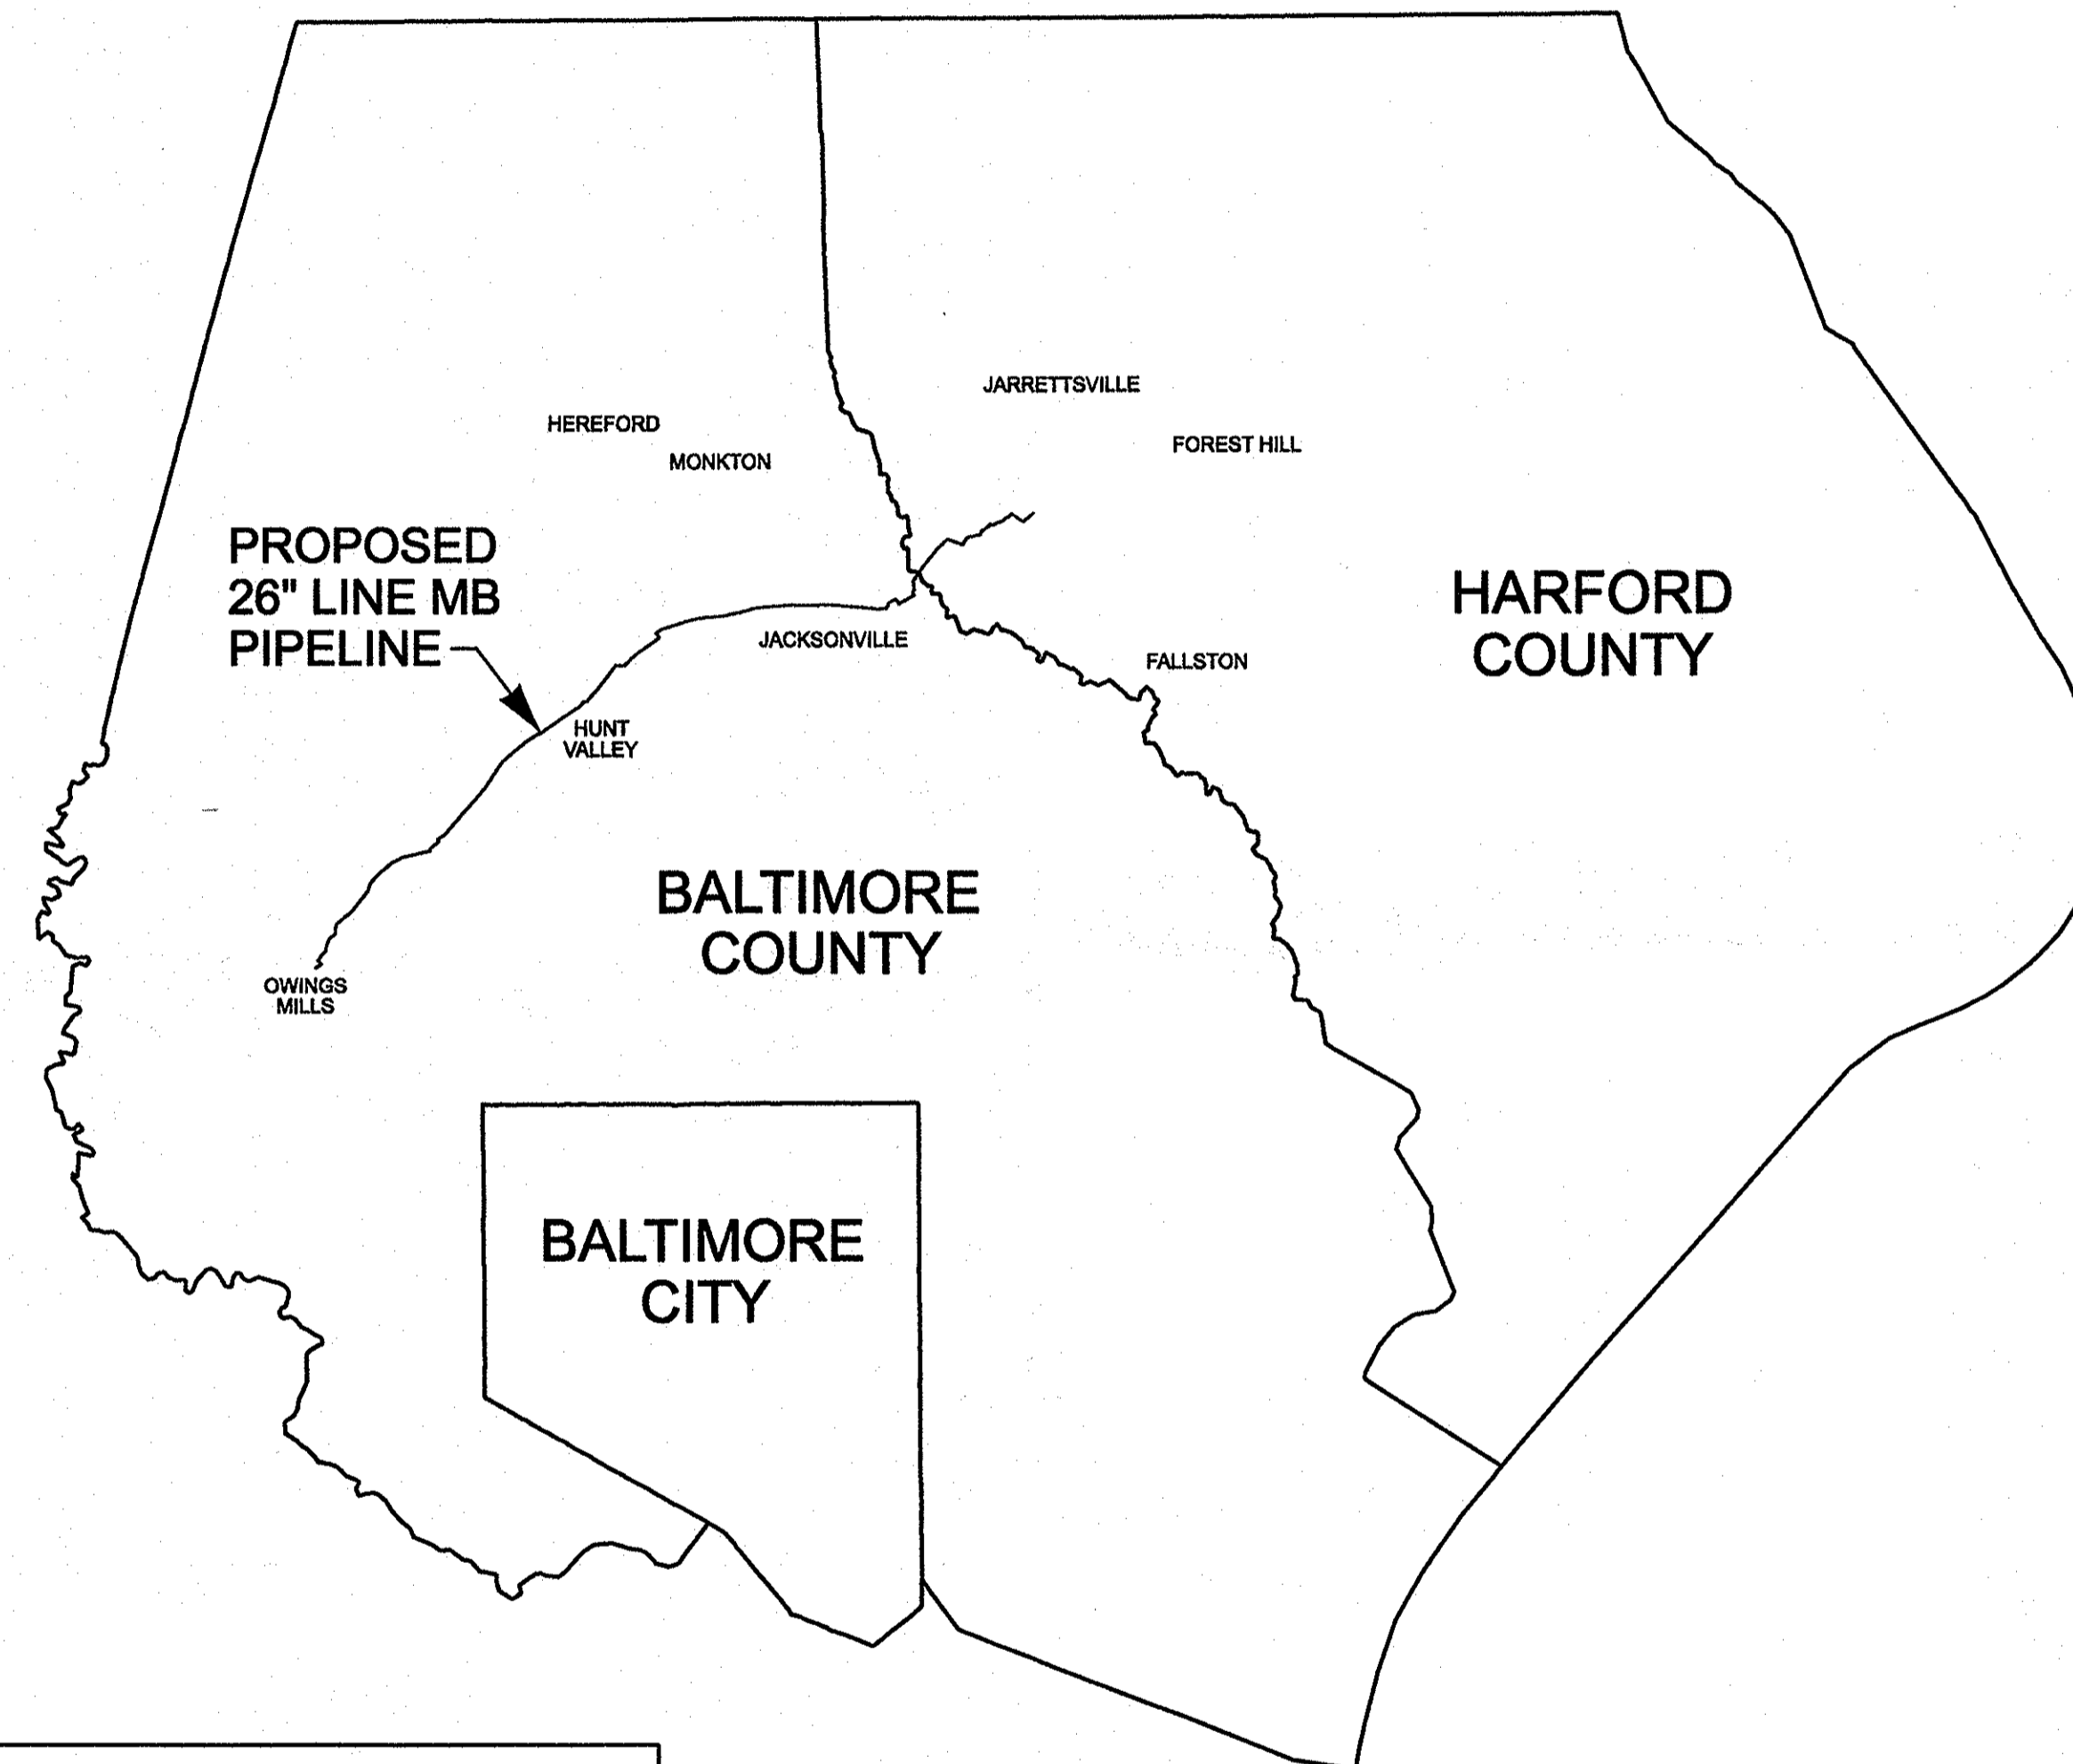 JARRETTSVILLE
HEREFORD
FOREST HILL
MONKTON
PROPOSED
26" LINE MB
PIPELINE
HARFORD
COUNTY
JACKSONVILLE
FALLSTON
HUNT
VALLEY
BALTIMORE
COUNTY
OWINGS
MILLS
BALTIMORE
CITY